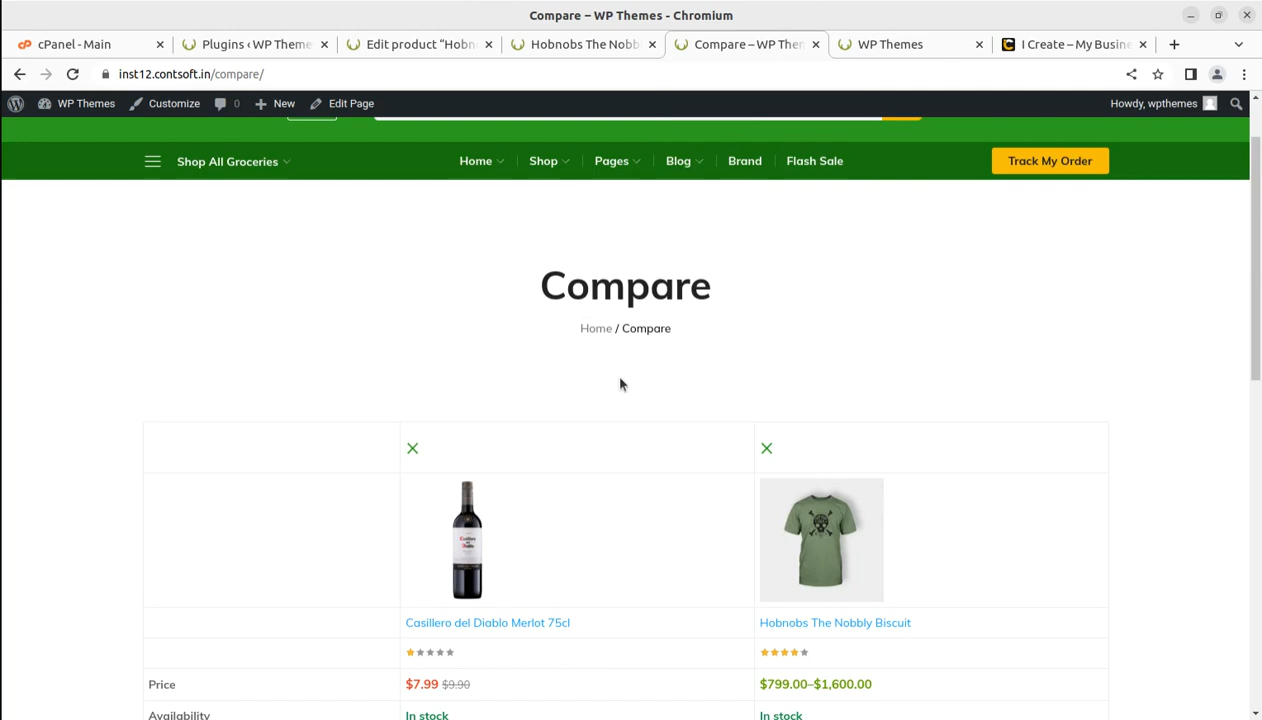 Compare – WP Themes - Chromium
cPanel - Main
Plugins ‹ WP Theme
Edit product “Hobn
Hobnobs The Nobb
Compare – WP Then
WP Themes
I Create – My Busine
inst12.contsoft.in/compare/
WP Themes
Customize
0
New
Edit Page
Howdy, wpthemes
Shop All Groceries
Home
Shop
Pages
Blog
Brand
Flash Sale
Track My Order
Compare
Home / Compare
Casillero del Diablo Merlot 75cl
Hobnobs The Nobbly Biscuit
Price
$7.99 $9.90
$799.00–$1,600.00
Availability
In stock
In stock